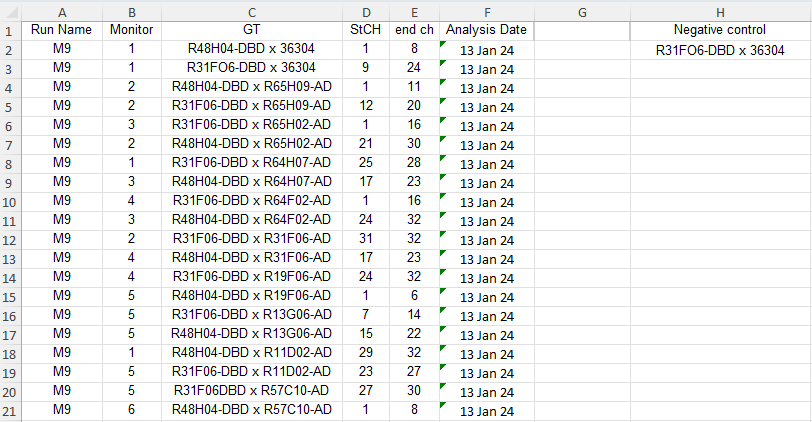 A B C D E F G H
1 Run Name Monitor GT StCH end ch Analysis Date Negative control
2 M9 1 R48H04-DBD x 36304 1 8 13 Jan 24 R31FO6-DBD x 36304
3 M9 1 R31FO6-DBD x 36304 9 24 13 Jan 24
4 M9 2 R48H04-DBD x R65H09-AD 1 11 13 Jan 24
5 M9 2 R31F06-DBD x R65H09-AD 12 20 13 Jan 24
6 M9 3 R31F06-DBD x R65H02-AD 1 16 13 Jan 24
7 M9 2 R48H04-DBD x R65H02-AD 21 30 13 Jan 24
8 M9 1 R31F06-DBD x R64H07-AD 25 28 13 Jan 24
9 M9 3 R48H04-DBD x R64H07-AD 17 23 13 Jan 24
10 M9 4 R31F06-DBD x R64F02-AD 1 16 13 Jan 24
11 M9 3 R48H04-DBD x R64F02-AD 24 32 13 Jan 24
12 M9 2 R31F06-DBD x R31F06-AD 31 32 13 Jan 24
13 M9 4 R48H04-DBD x R31F06-AD 17 23 13 Jan 24
14 M9 4 R31F06-DBD x R19F06-AD 24 32 13 Jan 24
15 M9 5 R48H04-DBD x R19F06-AD 1 6 13 Jan 24
16 M9 5 R31F06-DBD x R13G06-AD 7 14 13 Jan 24
17 M9 5 R48H04-DBD x R13G06-AD 15 22 13 Jan 24
18 M9 1 R48H04-DBD x R11D02-AD 29 32 13 Jan 24
19 M9 5 R31F06-DBD x R11D02-AD 23 27 13 Jan 24
20 M9 5 R31F06DBD x R57C10-AD 27 30 13 Jan 24
21 M9 6 R48H04-DBD x R57C10-AD 1 8 13 Jan 24